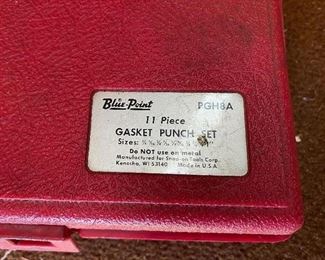 Blue-Point PGH8A
11 Piece
GASKET PUNCH SET
Sizes:
Do NOT use on metal
Manufactured for Snap-on Tools Corp.
Kenosha, WI 53140 Made in U.S.A.